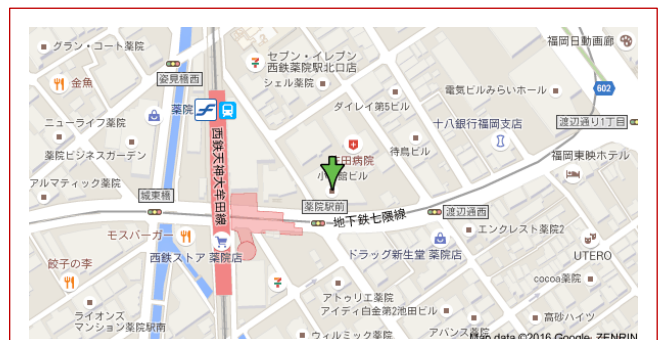 グラン・コート薬院
福岡日動画廊
セブン・イレブン
西鉄薬院駅北口店
シェル薬院
姿見橋西
金魚
電気ビルみらいホール
602
ダイレイ第5ビル
薬院
ニューライフ薬院
十八銀行福岡支店
渡辺通り1丁目
西鉄天神大牟田線
待鳥ビル
薬院ビジネスガーデン
田病院
福岡東映ホテル
ビル
アルマティック薬院
城東橋
薬院駅前
渡辺通西
地下鉄七隈線
エンクレスト薬院2
モスバーガー
西鉄ストア 薬院店
ドラッグ新生堂 薬院店
UTERO
餃子の李
cocoa薬院
アトゥリエ薬院
アイディ白金第2池田ビル
ライオンズ
マンション薬院駅南
高砂ハイツ
ウィルミック薬院
アバンス薬院
Map data ©2016 Google, ZENRIN